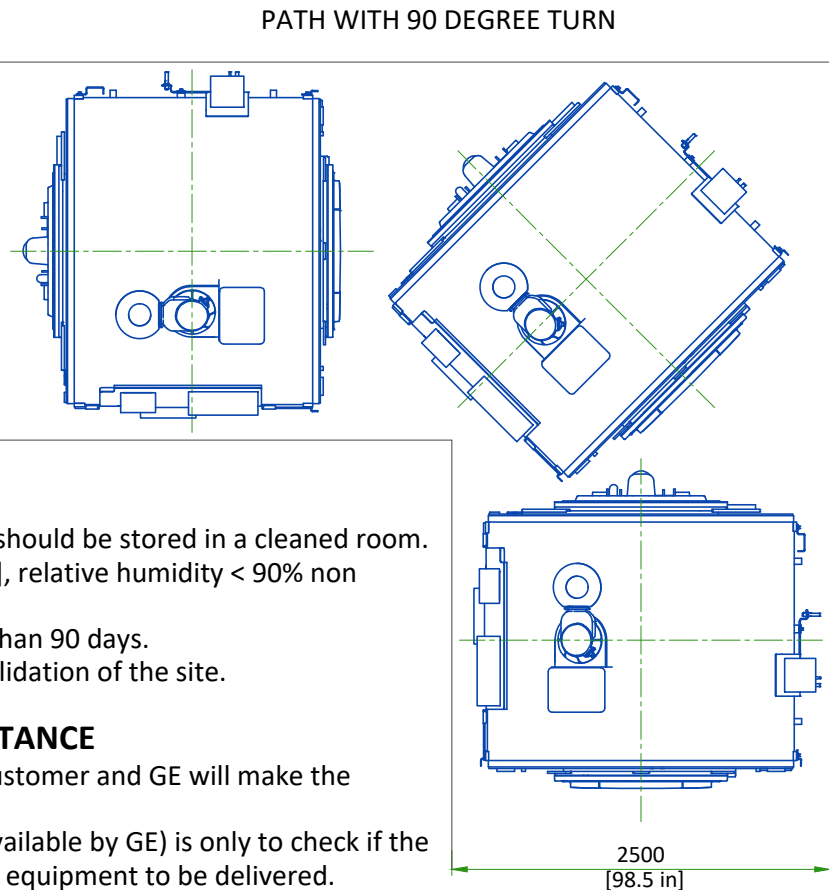 PATH WITH 90 DEGREE TURN
should be stored in a cleaned room.
], relative humidity < 90% non
han 90 days.
lidation of the site.
TANCE
ustomer and GE will make the
vailable by GE) is only to check if the
equipment to be delivered.
2500
[98.5 in]